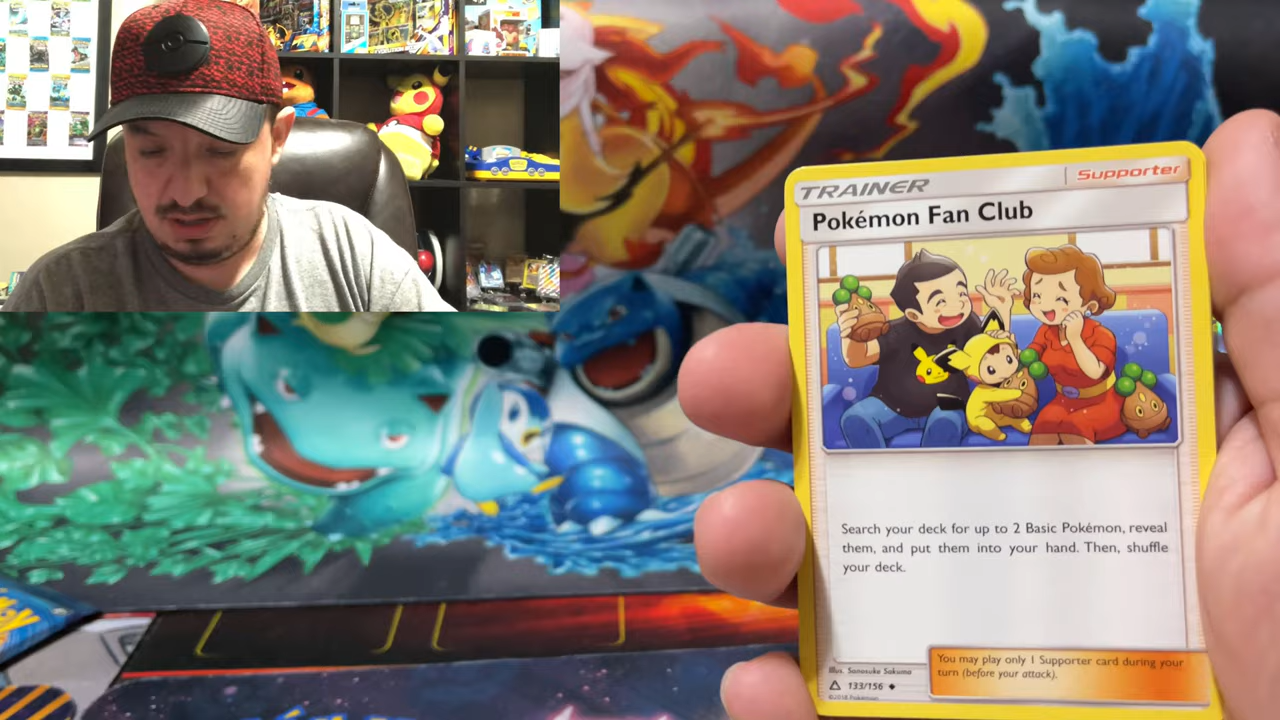 TRAINER
Supporter
Pokémon Fan Club
Search your deck for up to 2 Basic Pokémon, reveal
them, and put them into your hand. Then, shuffle
your deck.
You may play only 1 Supporter card during your
turn (before your attack).
Illus. Sanosuke Sakuma
133/156
©2018 Pokémon